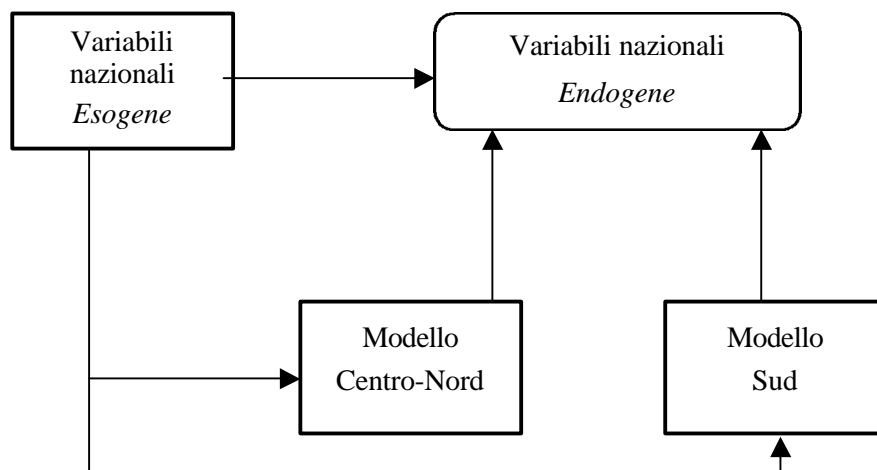 Variabili
nazionali
Esogene
Variabili nazionali
Endogene
Modello
Centro-Nord
Modello
Sud